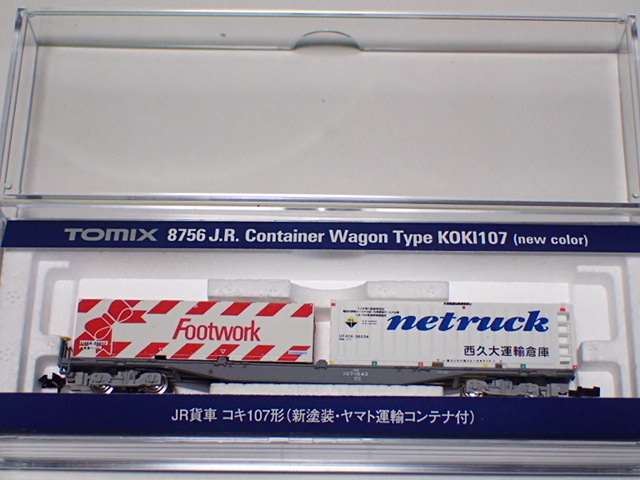 TOMIX 8756 J.R. Container Wagon Type KOKI107 (new color)
Footwork
netruck
西久大運輸倉庫
JR貨車 コキ107形(新塗装・ヤマト運輸コンテナ付)